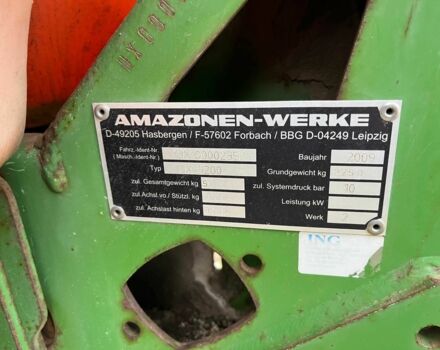 AMAZONEN-WERKE
D-49205 Hasbergen / F-57602 Forbach / BBG D-04249 Leipzig
Fahrz.-Ident-Nr.
(Masch.-Ident-Nr.)
Baujahr 2009
Typ
Grundgewicht kg
zul. Gesamtgewicht kg
zul. Systemdruck bar 10
zul. Achsl.vo / Stützl. kg
Leistung kW
zul. Achslast hinten kg
Werk 2
ING